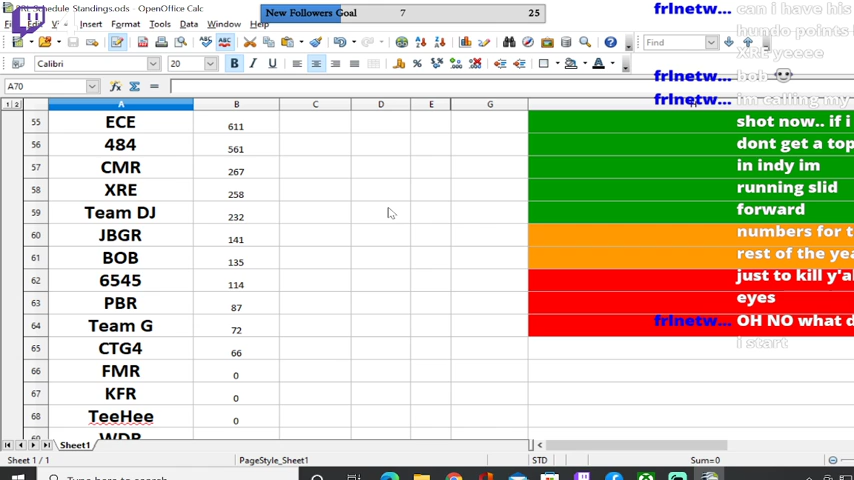 SRL Schedule Standings.ods - OpenOffice Calc
New Followers Goal 7 25
Insert Format Tools Data Window Help
Calibri 20
Find
A70
1 2 A B C D E G
55 ECE 611
56 484 561
57 CMR 267
58 XRE 258
59 Team DJ 232
60 JBGR 141
61 BOB 135
62 6545 114
63 PBR 87
64 Team G 72
65 CTG4 66
66 FMR 0
67 KFR 0
68 TeeHee 0
WDR
Sheet1
Sheet 1 / 1 PageStyle_Sheet1 STD Sum=0
Type here to search
frlnetw... can i have his
hundo points
XRE yeeee
frlnetw... bob
frlnetw... im calling my
shot now.. if i
dont get a top
in indy im
running slid
forward
numbers for t
rest of the yea
just to kill y'a
eyes
frlnetw... OH NO what d
i start